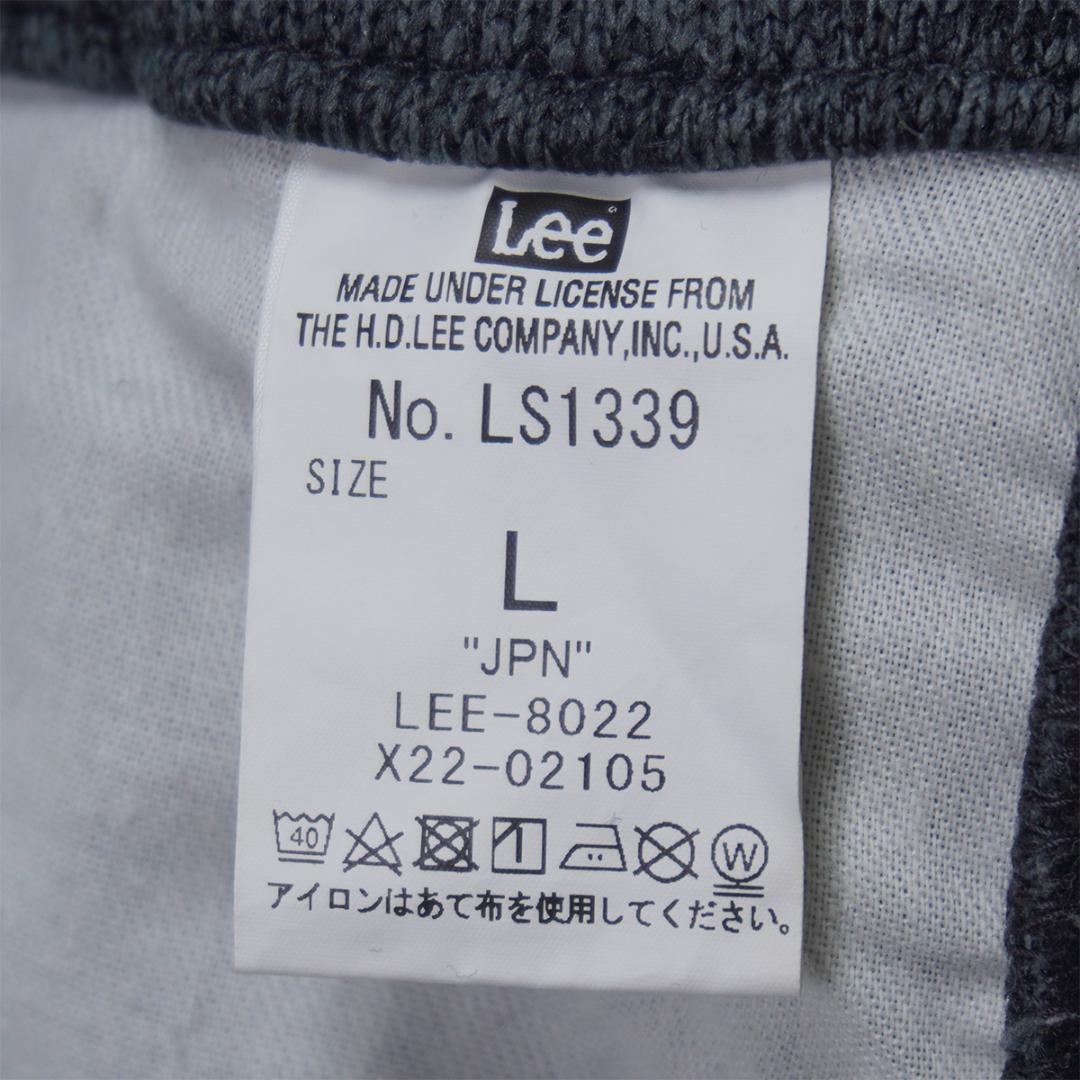 Lee
MADE UNDER LICENSE FROM
THE H.D.LEE COMPANY,INC.,U.S.A.
No. LS1339
SIZE
L
"JPN"
LEE-8022
X22-02105
40 W
アイロンはあて布を使用してください。